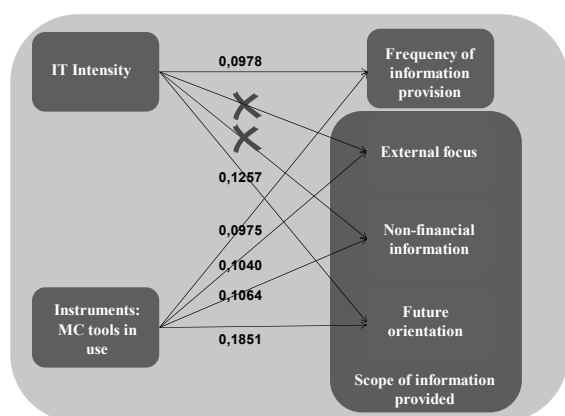 IT Intensity
0,0978
Frequency of
information
provision
External focus
0,1257
0,0975
Non-financial
information
0,1040
0,1064
Instruments:
MC tools in
use
0,1851
Future
orientation
Scope of information
provided